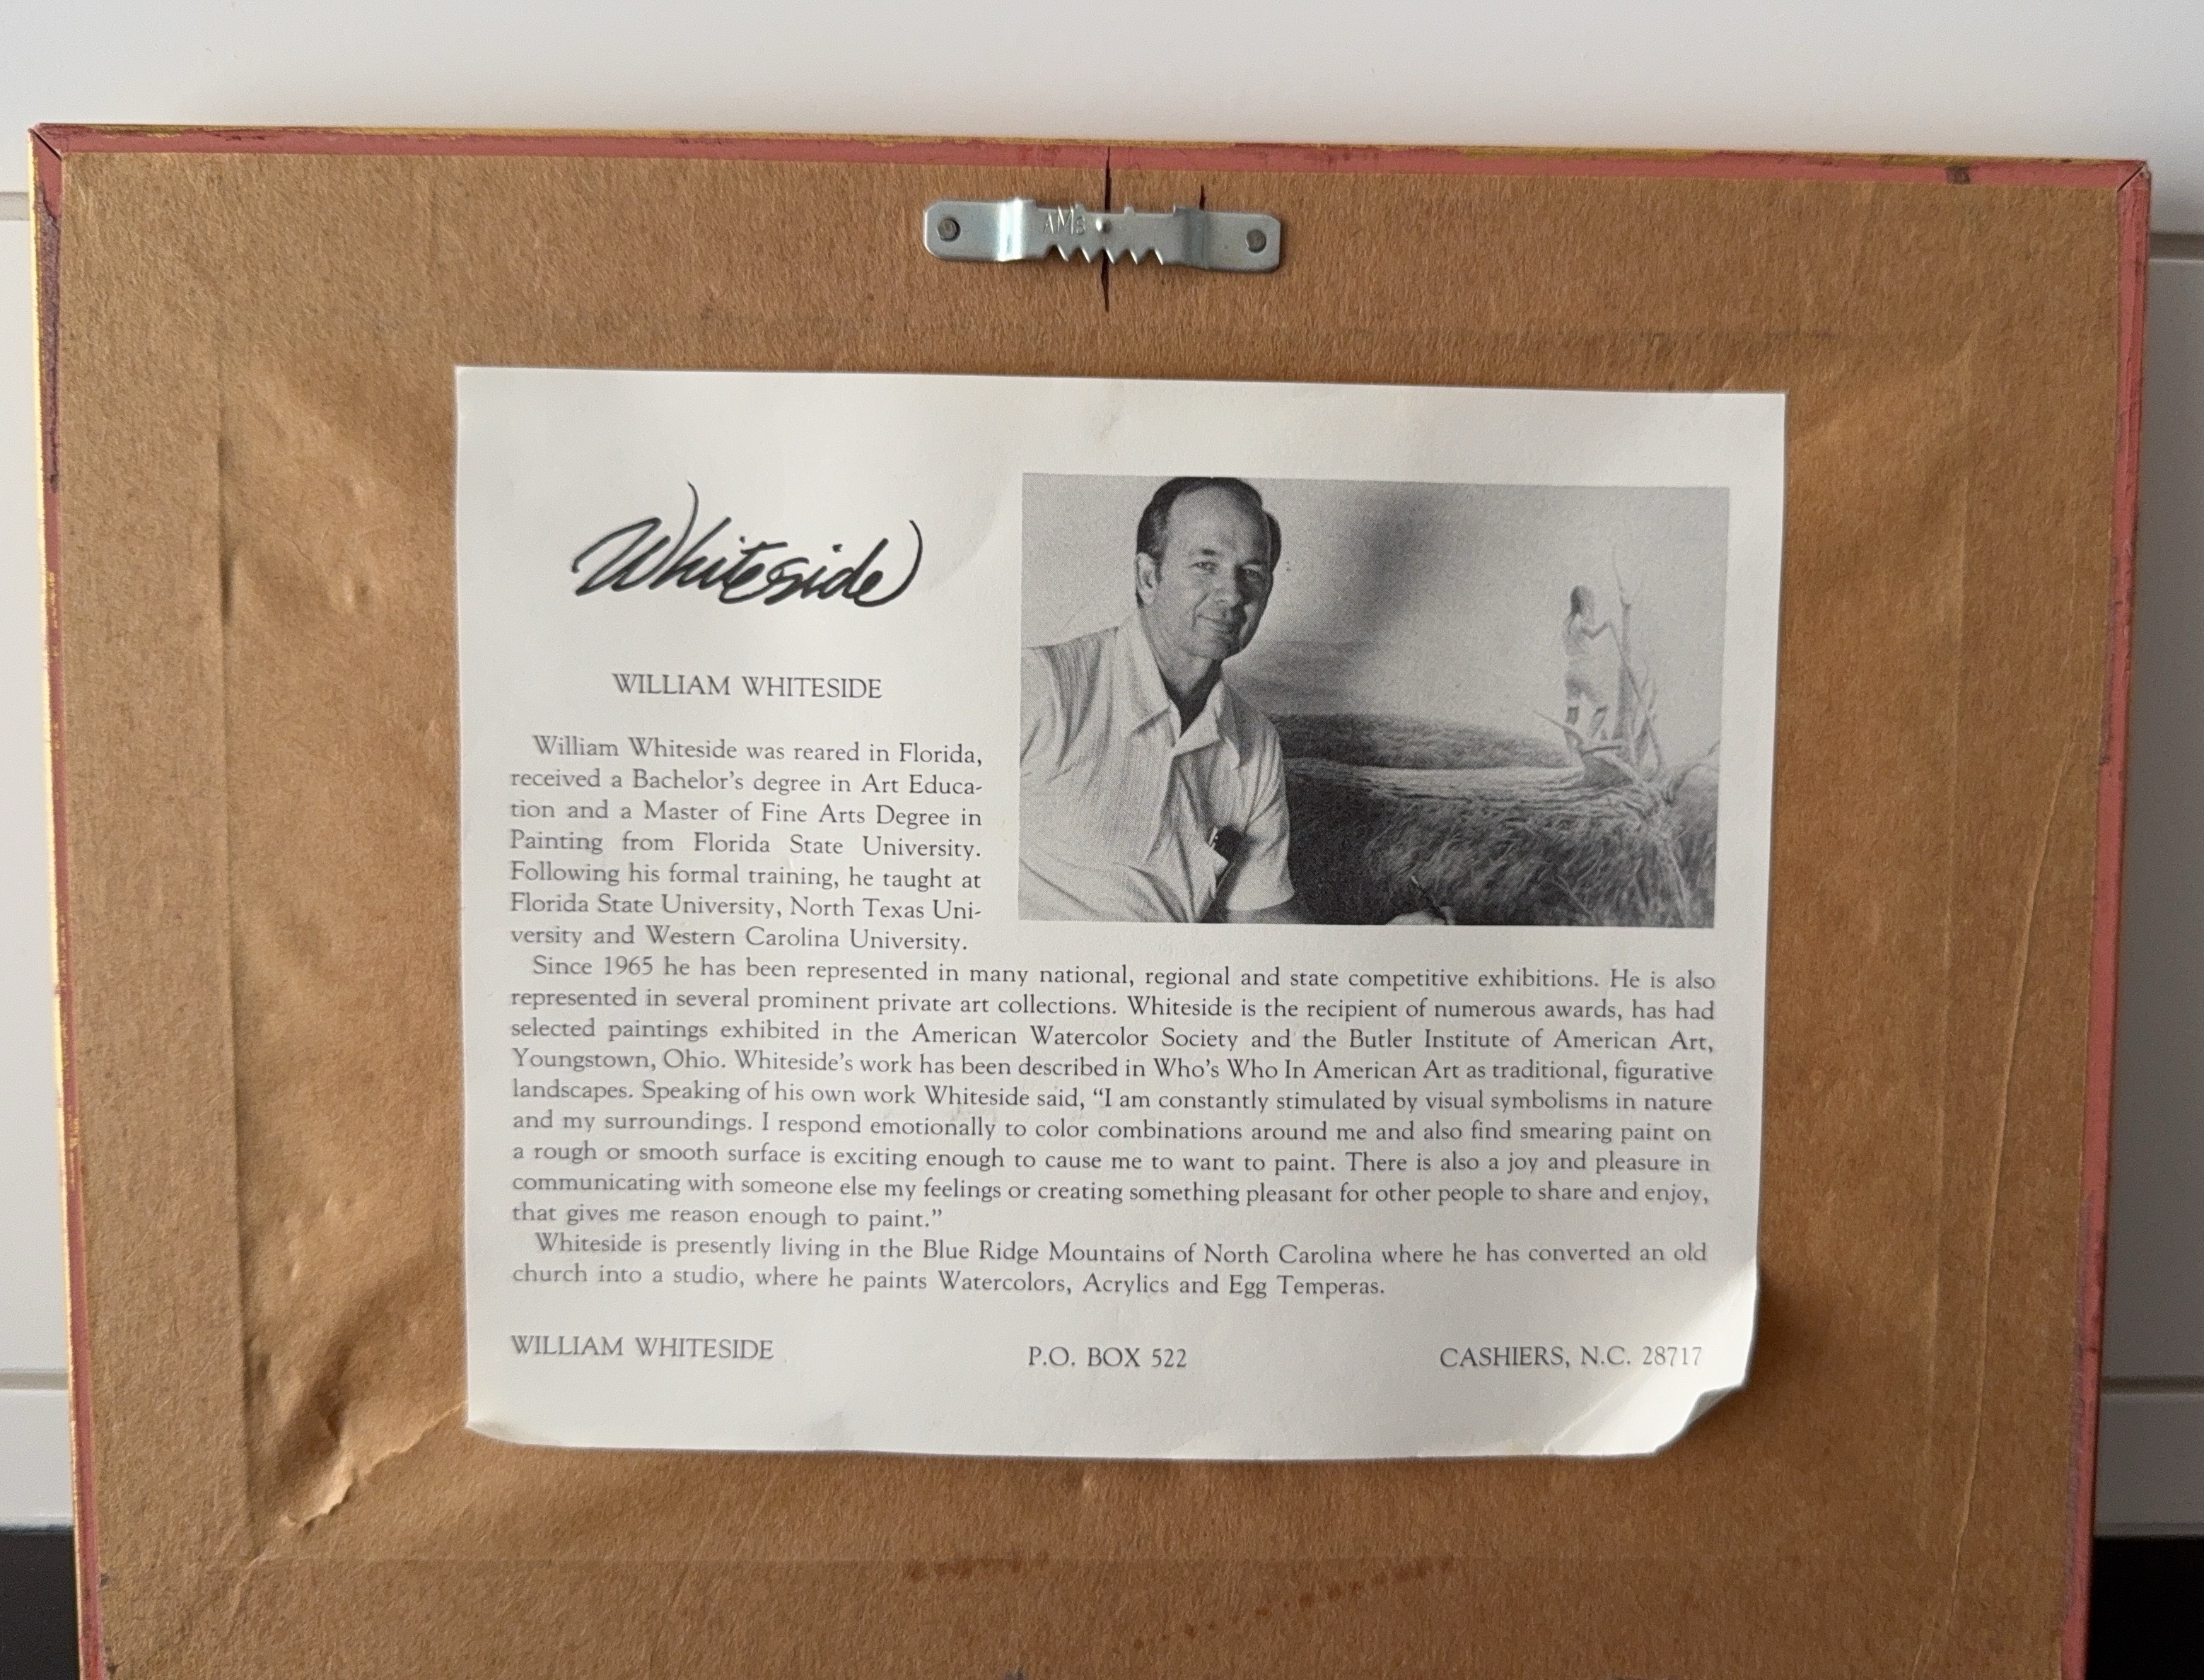 AMS
Whiteside
WILLIAM WHITESIDE
William Whiteside was reared in Florida,
received a Bachelor's degree in Art Educa-
tion and a Master of Fine Arts Degree in
Painting from Florida State University.
Following his formal training, he taught at
Florida State University, North Texas Uni-
versity and Western Carolina University.
Since 1965 he has been represented in many national, regional and state competitive exhibitions. He is also
represented in several prominent private art collections. Whiteside is the recipient of numerous awards, has had
selected paintings exhibited in the American Watercolor Society and the Butler Institute of American Art,
Youngstown, Ohio. Whiteside's work has been described in Who's Who In American Art as traditional, figurative
landscapes. Speaking of his own work Whiteside said, “I am constantly stimulated by visual symbolisms in nature
and my surroundings. I respond emotionally to color combinations around me and also find smearing paint on
a rough or smooth surface is exciting enough to cause me to want to paint. There is also a joy and pleasure in
communicating with someone else my feelings or creating something pleasant for other people to share and enjoy,
that gives me reason enough to paint.”
Whiteside is presently living in the Blue Ridge Mountains of North Carolina where he has converted an old
church into a studio, where he paints Watercolors, Acrylics and Egg Temperas.
WILLIAM WHITESIDE P.O. BOX 522 CASHIERS, N.C. 28717